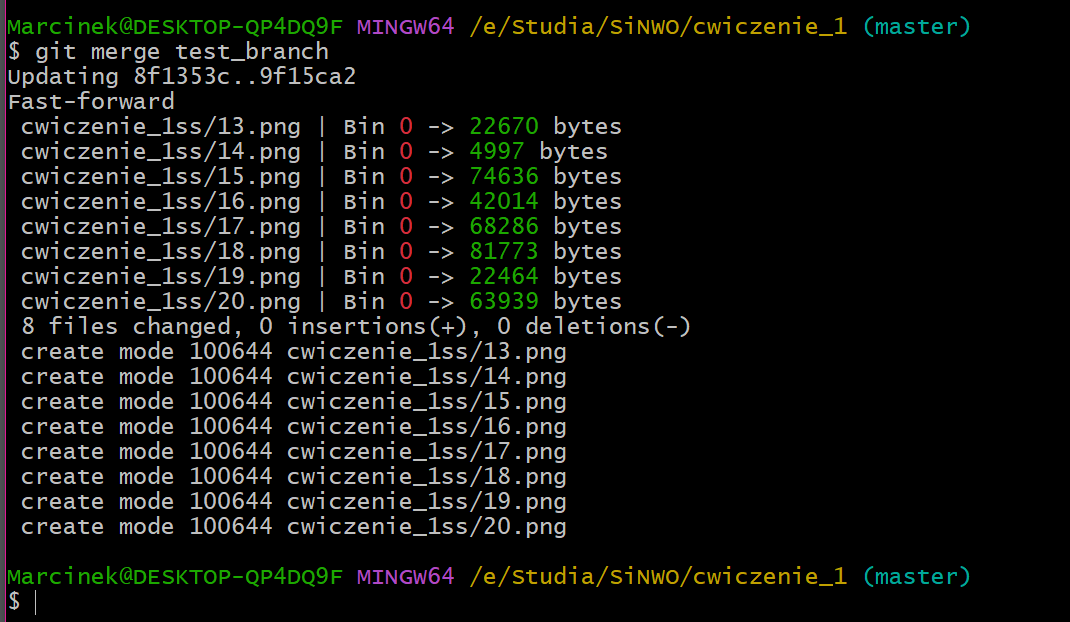 Marcinek@DESKTOP-QP4DQ9F MINGW64 /e/Studia/SiNWO/cwiczenie_1 (master)
$ git merge test_branch
Updating 8f1353c..9f15ca2
Fast-forward
 cwiczenie_1ss/13.png | Bin 0 -> 22670 bytes
 cwiczenie_1ss/14.png | Bin 0 -> 4997 bytes
 cwiczenie_1ss/15.png | Bin 0 -> 74636 bytes
 cwiczenie_1ss/16.png | Bin 0 -> 42014 bytes
 cwiczenie_1ss/17.png | Bin 0 -> 68286 bytes
 cwiczenie_1ss/18.png | Bin 0 -> 81773 bytes
 cwiczenie_1ss/19.png | Bin 0 -> 22464 bytes
 cwiczenie_1ss/20.png | Bin 0 -> 63939 bytes
 8 files changed, 0 insertions(+), 0 deletions(-)
 create mode 100644 cwiczenie_1ss/13.png
 create mode 100644 cwiczenie_1ss/14.png
 create mode 100644 cwiczenie_1ss/15.png
 create mode 100644 cwiczenie_1ss/16.png
 create mode 100644 cwiczenie_1ss/17.png
 create mode 100644 cwiczenie_1ss/18.png
 create mode 100644 cwiczenie_1ss/19.png
 create mode 100644 cwiczenie_1ss/20.png
Marcinek@DESKTOP-QP4DQ9F MINGW64 /e/Studia/SiNWO/cwiczenie_1 (master)
$